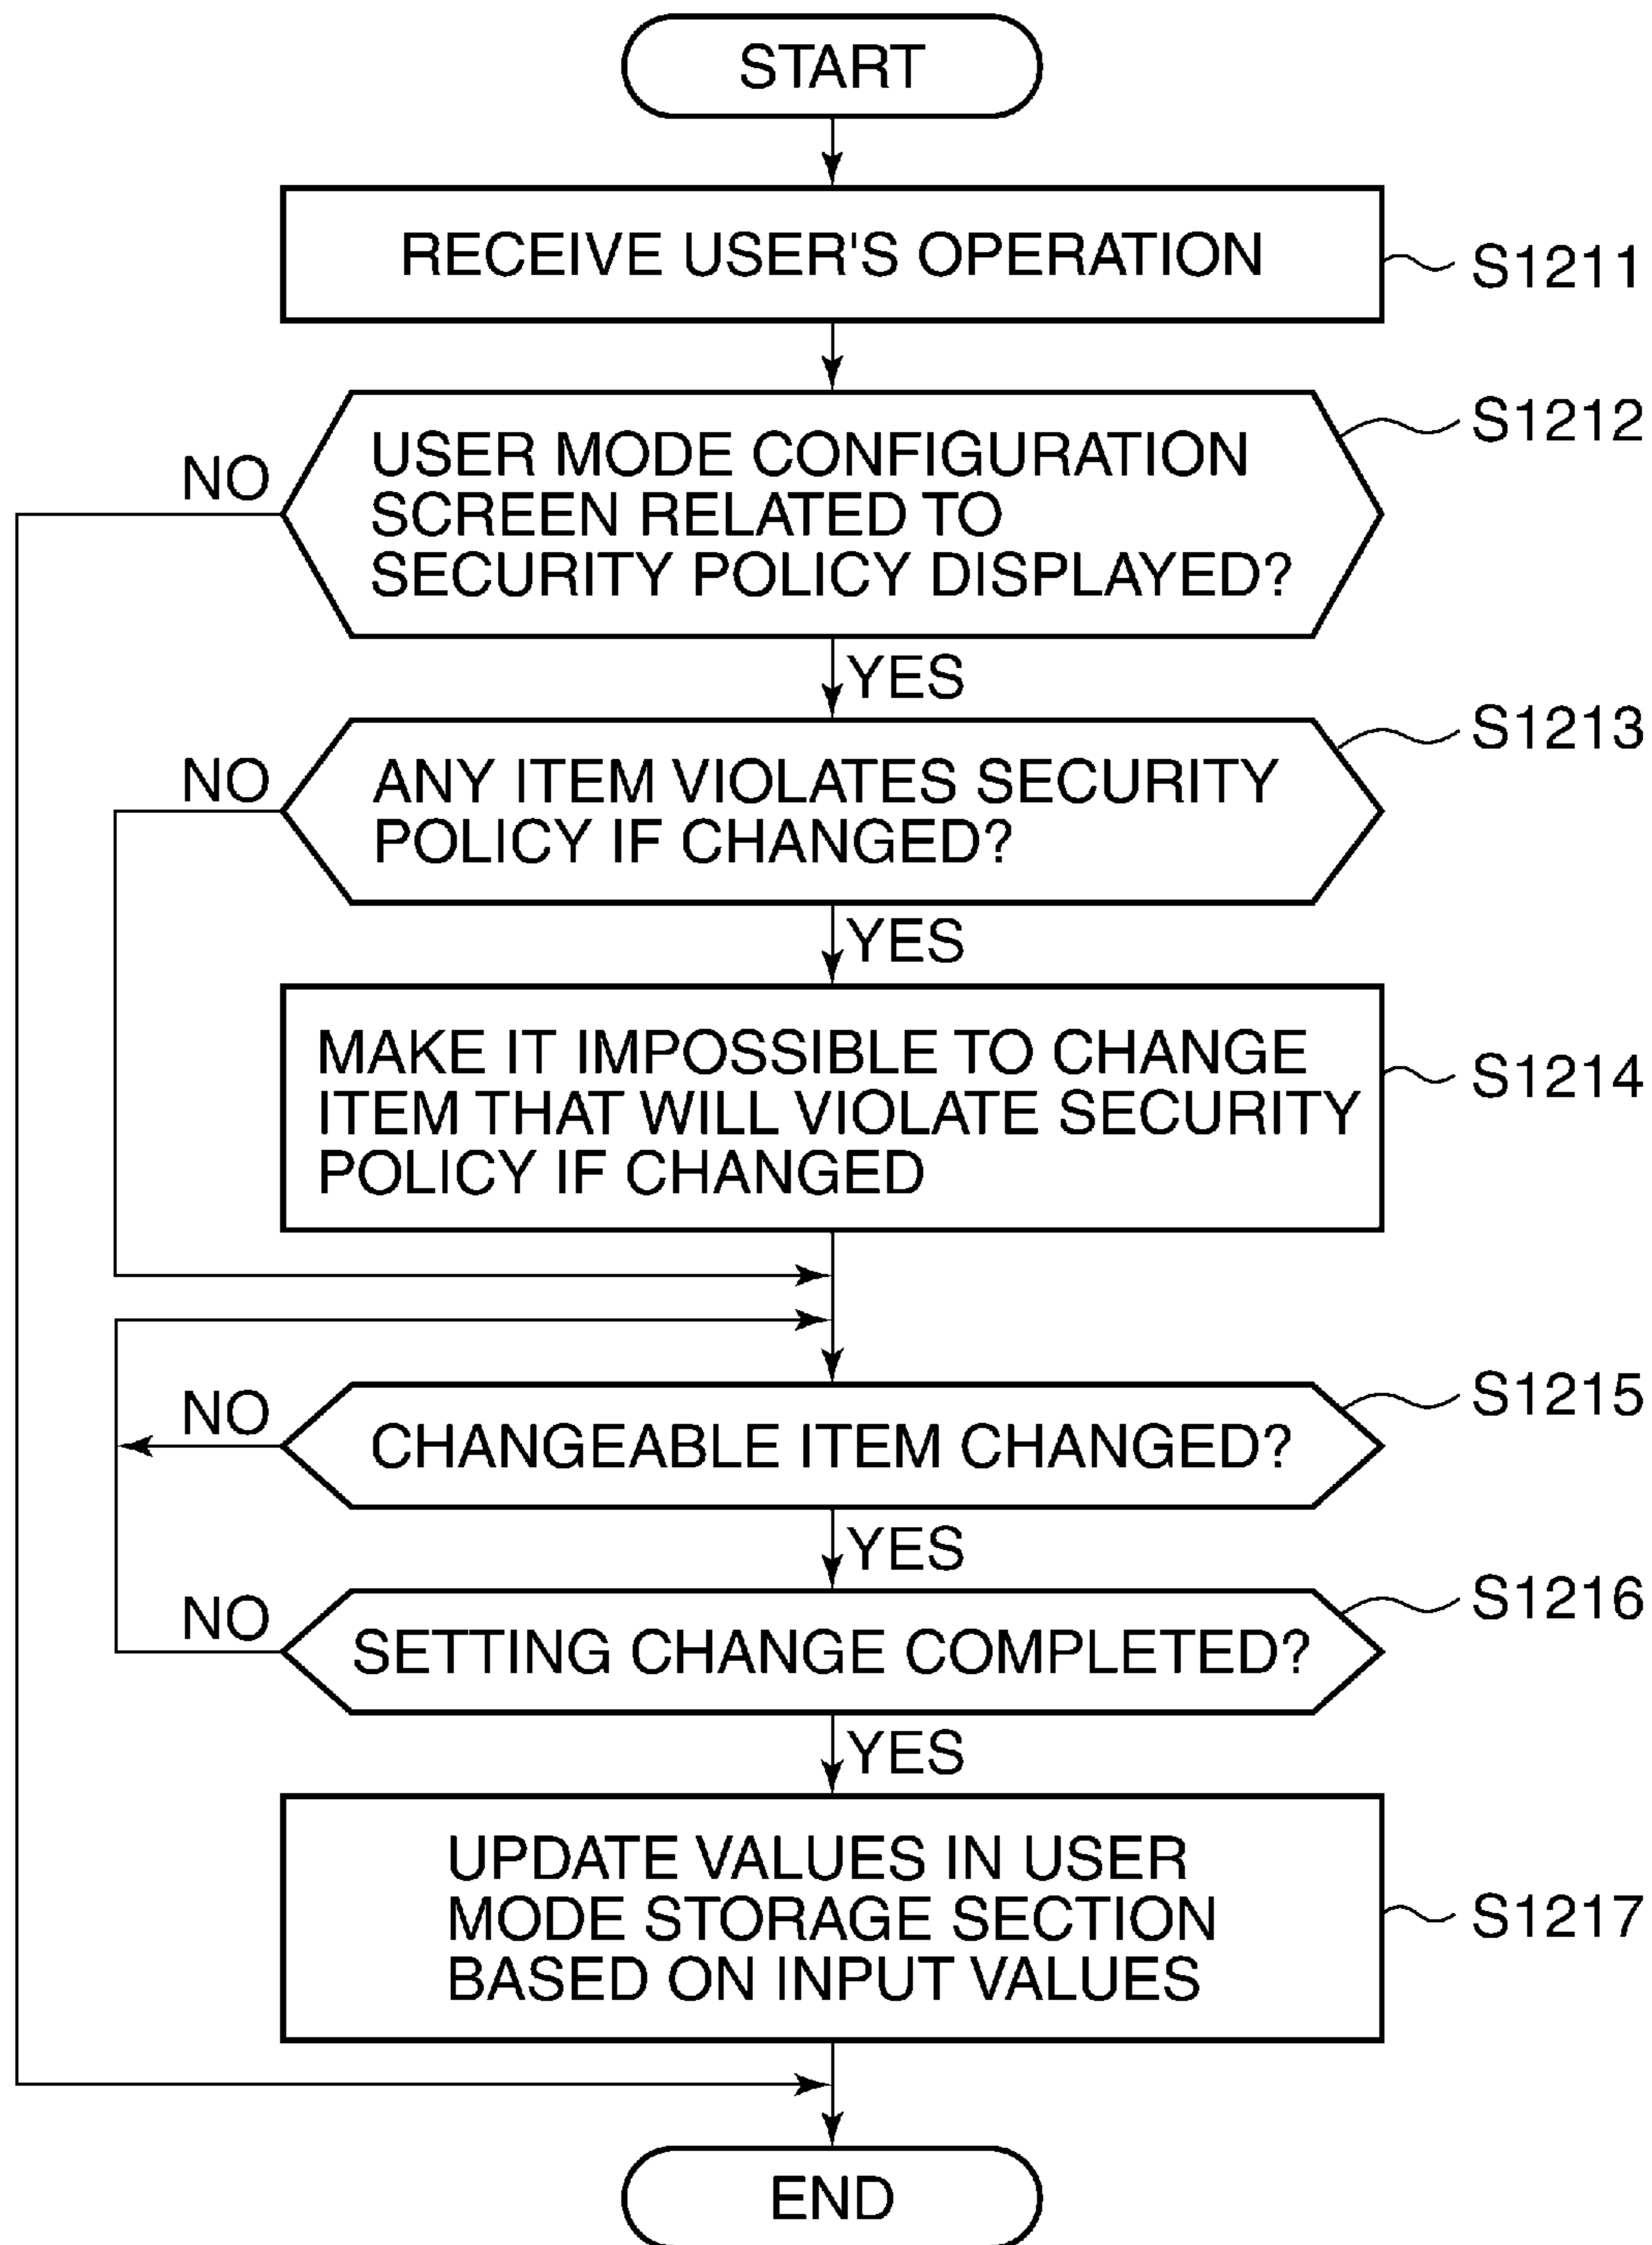 START
RECEIVE USER'S OPERATION
S1211
S1212
USER MODE CONFIGURATION
SCREEN RELATED TO
SECURITY POLICY DISPLAYED?
NO
YES
S1213
ANY ITEM VIOLATES SECURITY
POLICY IF CHANGED?
NO
YES
MAKE IT IMPOSSIBLE TO CHANGE
ITEM THAT WILL VIOLATE SECURITY
POLICY IF CHANGED
S1214
S1215
NO
CHANGEABLE ITEM CHANGED?
YES
S1216
NO
SETTING CHANGE COMPLETED?
YES
UPDATE VALUES IN USER
MODE STORAGE SECTION
BASED ON INPUT VALUES
S1217
END